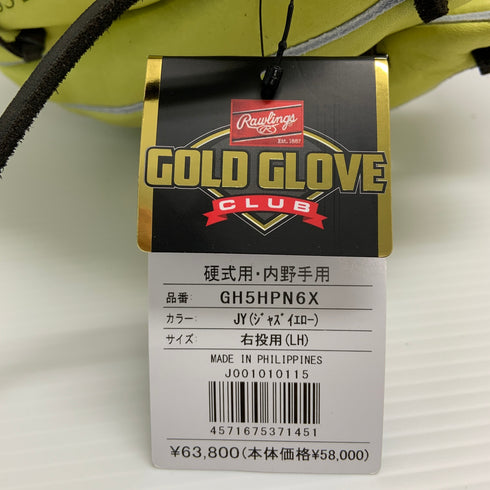 Rawlings
EST. 1887
GOLD GLOVE
CLUB
硬式用・内野手用
品番: GH5HPN6X
カラー: JY(ｼﾞｬｽﾞｲｴﾛｰ)
サイズ: 右投用(LH)
MADE IN PHILIPPINES
J001010115
4571675371451
¥63,800(本体価格¥58,000)